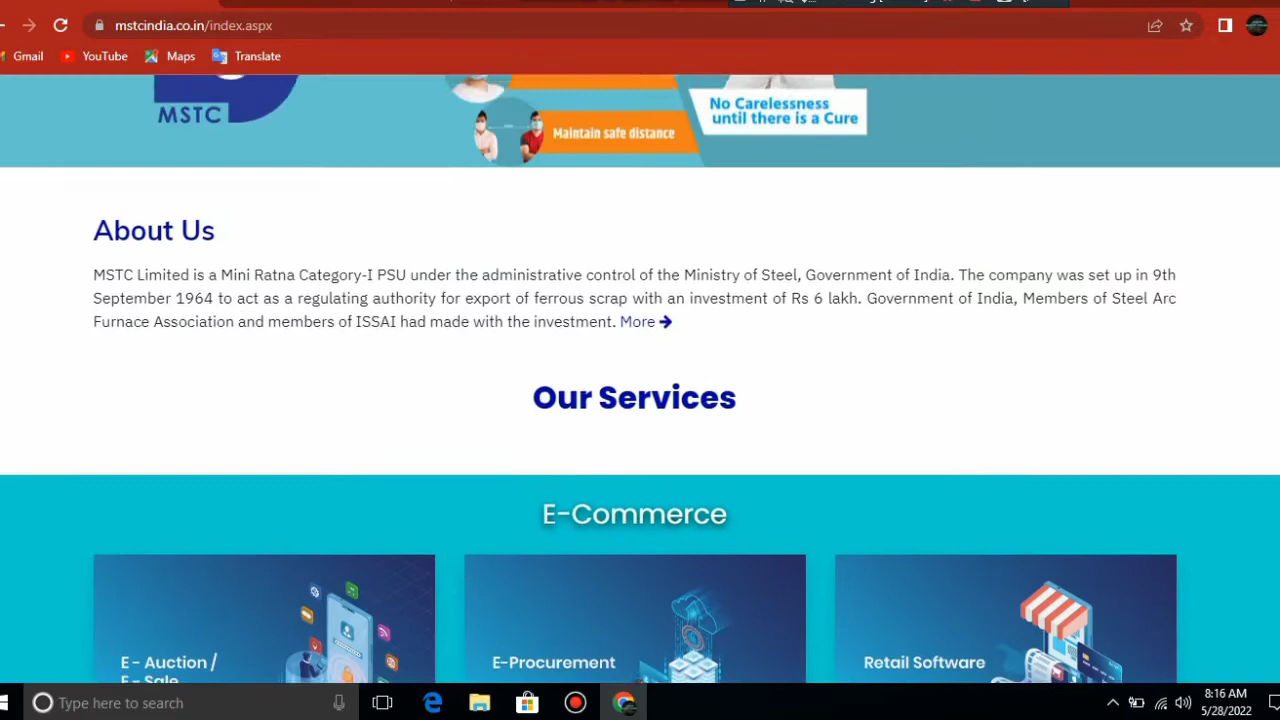 mstcindia.co.in/index.aspx
Gmail YouTube Maps Translate
MSTC
No Carelessness
until there is a Cure
Maintain safe distance
About Us
MSTC Limited is a Mini Ratna Category-I PSU under the administrative control of the Ministry of Steel, Government of India. The company was set up in 9th
September 1964 to act as a regulating authority for export of ferrous scrap with an investment of Rs 6 lakh. Government of India, Members of Steel Arc
Furnace Association and members of ISSAI had made with the investment. More
Our Services
E-Commerce
E - Auction /
E - Sale
E-Procurement
Retail Software
Type here to search
8:16 AM
5/28/2022